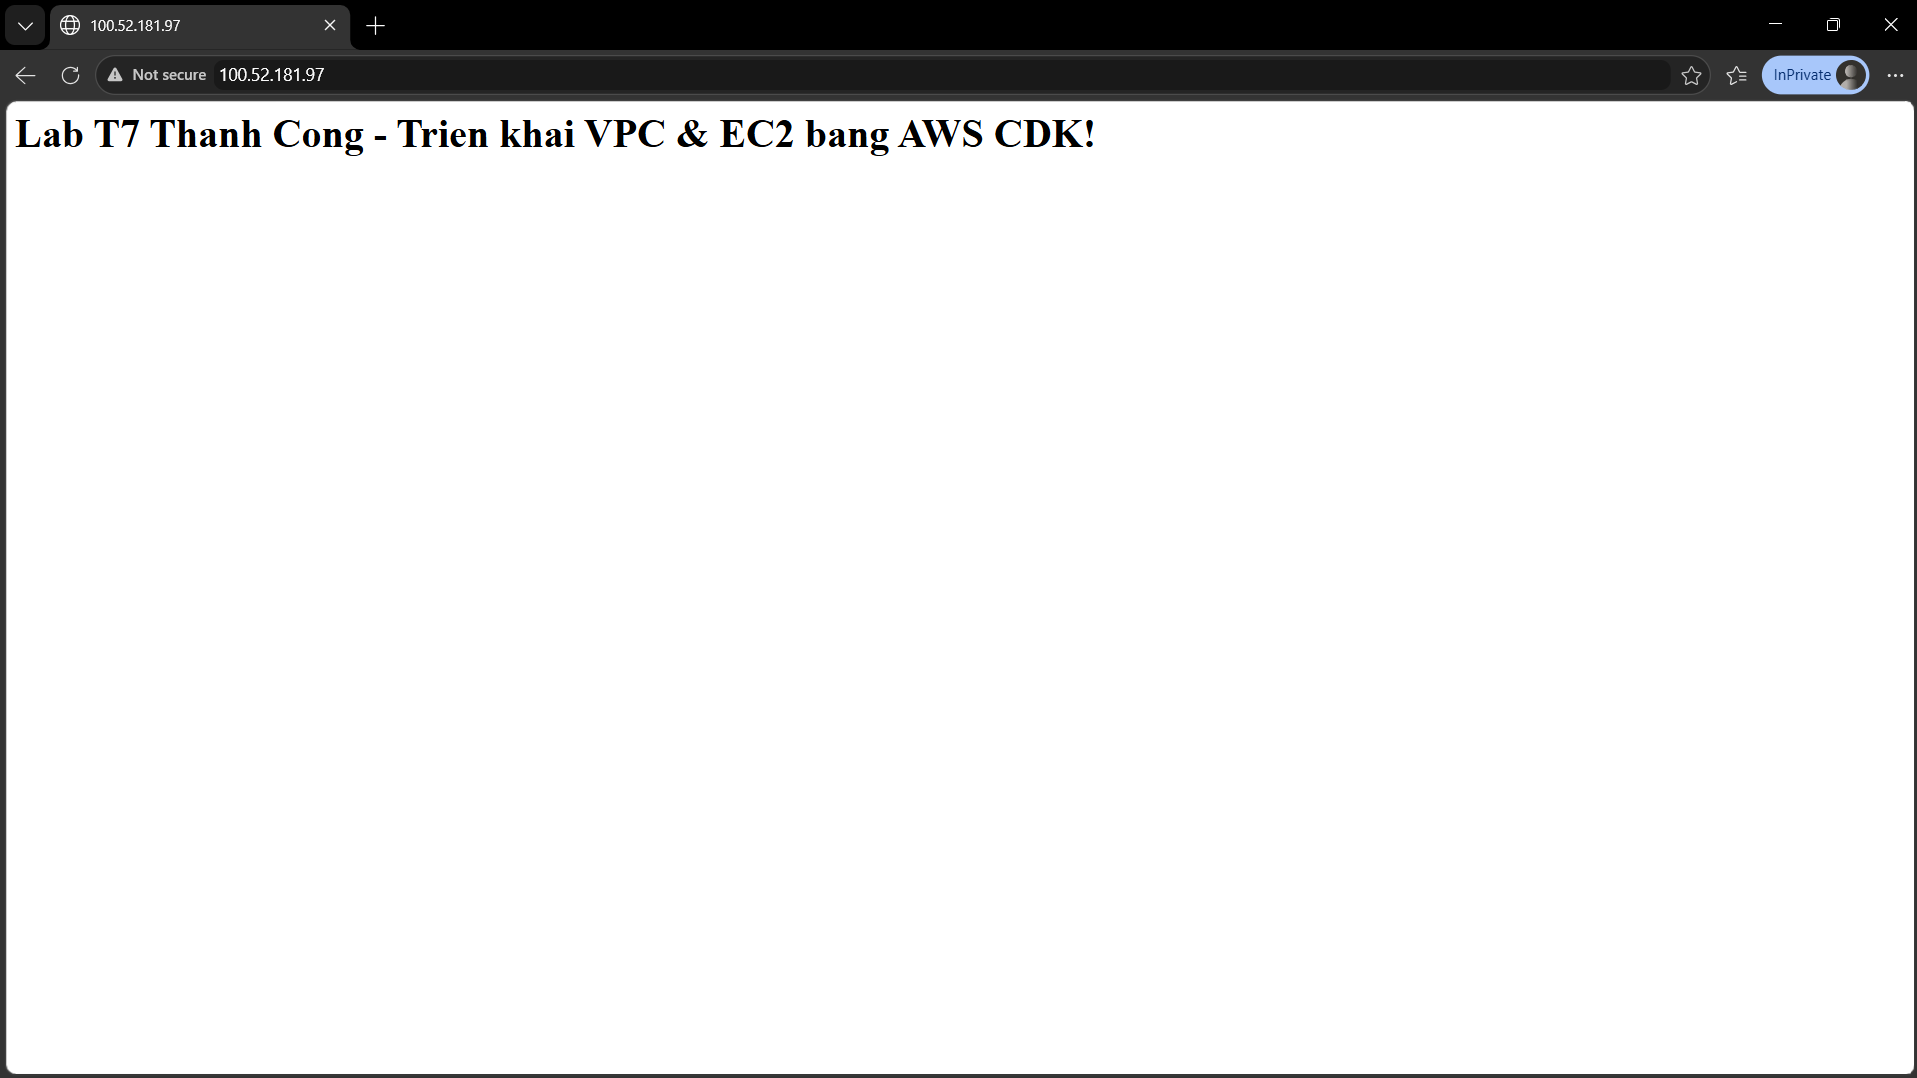 100.52.181.97
Not secure 100.52.181.97 InPrivate
Lab T7 Thanh Cong - Trien khai VPC & EC2 bang AWS CDK!